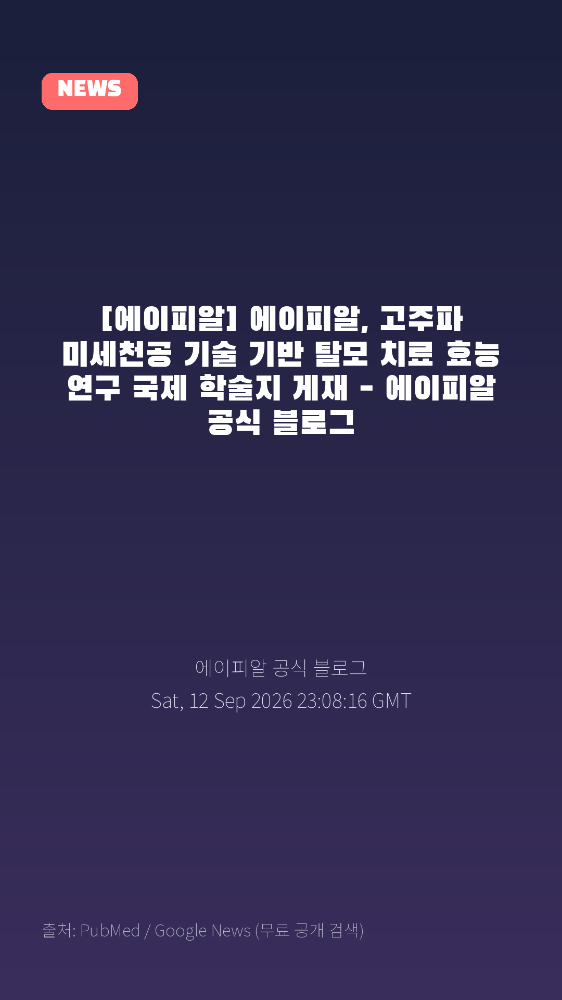 NEWS
[에이피알] 에이피알, 고주파
미세천공 기술 기반 탈모 치료 효능
연구 국제 학술지 게재 - 에이피알
공식 블로그
에이피알 공식 블로그
Sat, 12 Sep 2026 23:08:16 GMT
출처: PubMed / Google News (무료 공개 검색)